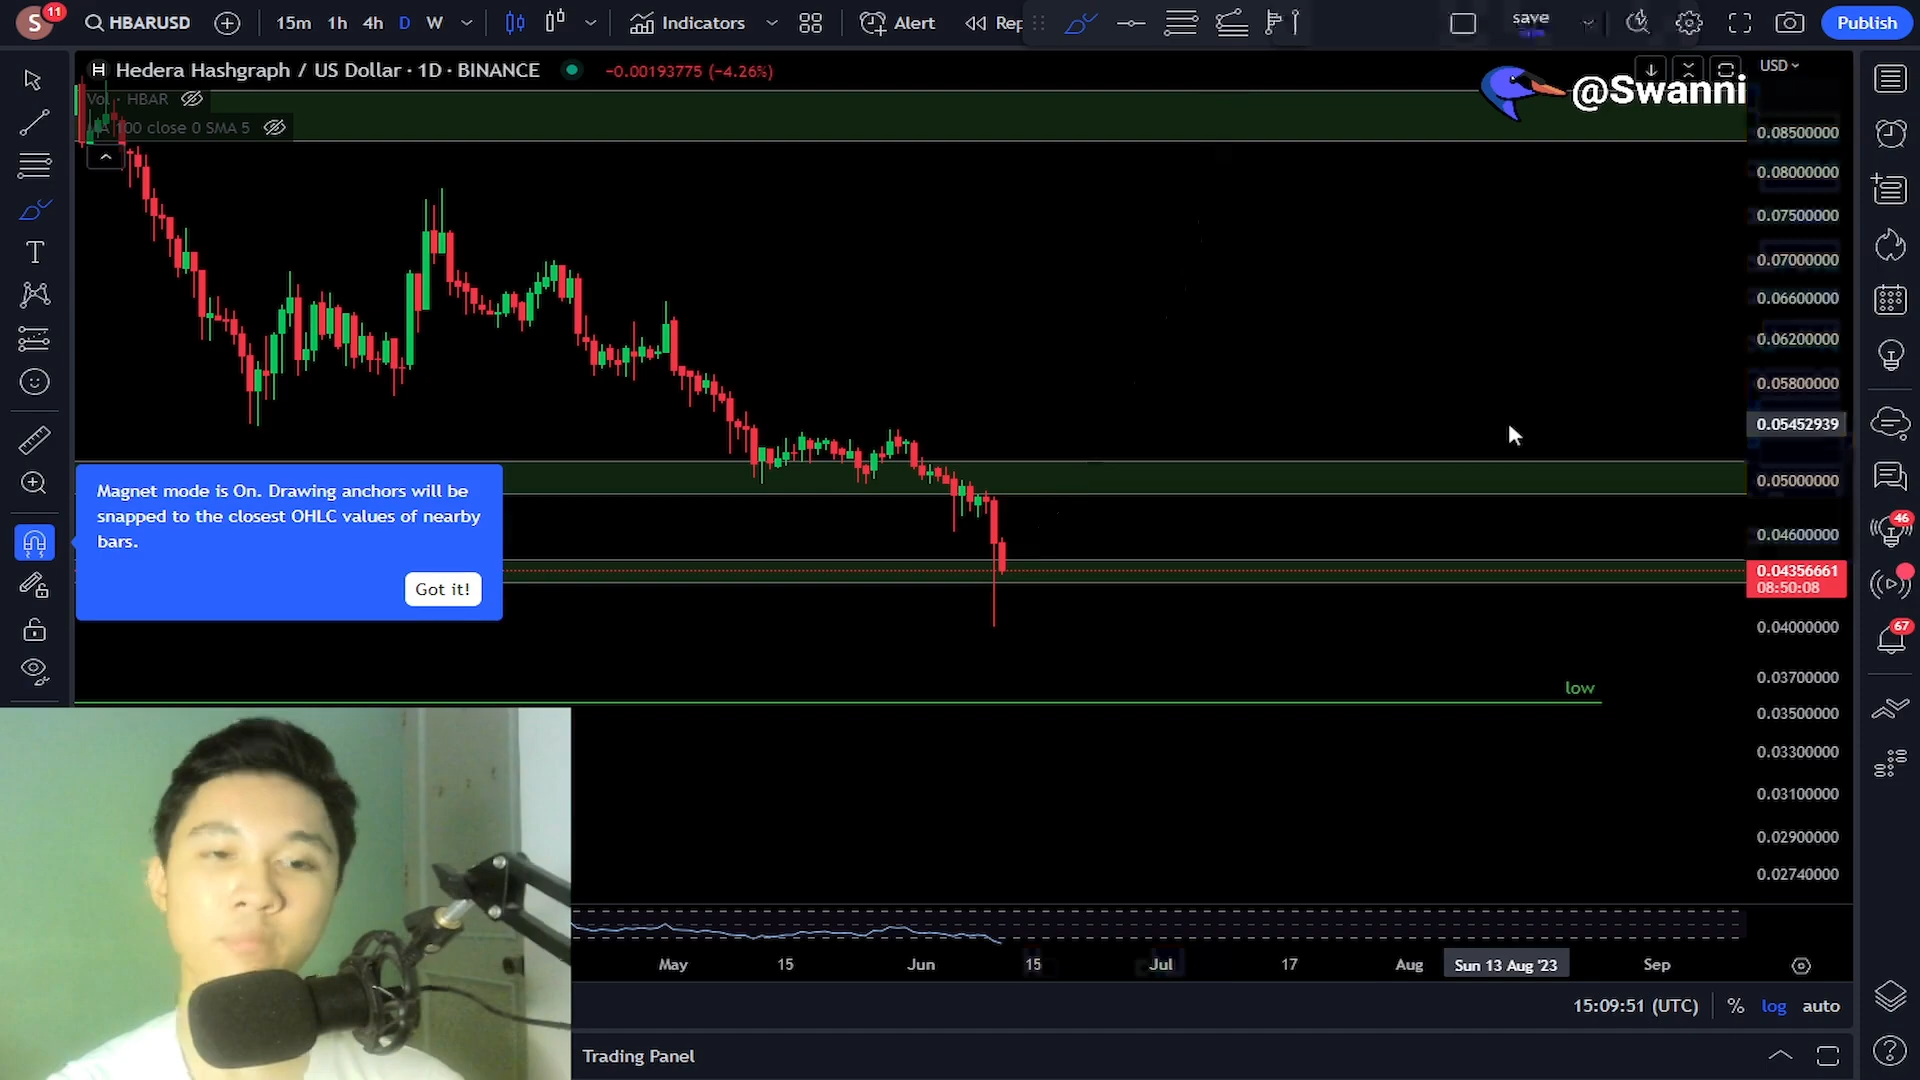 S 11 HBARUSD 15m 1h 4h D W Indicators Alert Rep save Publish
H Hedera Hashgraph / US Dollar · 1D · BINANCE −0.00193775 (−4.26%) USD
@Swanni
Vol · HBAR
100 close 0 SMA 5
0.08500000
0.08000000
0.07500000
0.07000000
0.06600000
0.06200000
0.05800000
0.05452939
0.05000000
0.04600000
0.04356661
08:50:08
0.04000000
0.03700000
0.03500000
0.03300000
0.03100000
0.02900000
0.02740000
Magnet mode is On. Drawing anchors will be
snapped to the closest OHLC values of nearby
bars.
Got it!
low
46
67
May 15 Jun 15 Jul 17 Aug Sun 13 Aug '23 Sep
15:09:51 (UTC) % log auto
Trading Panel